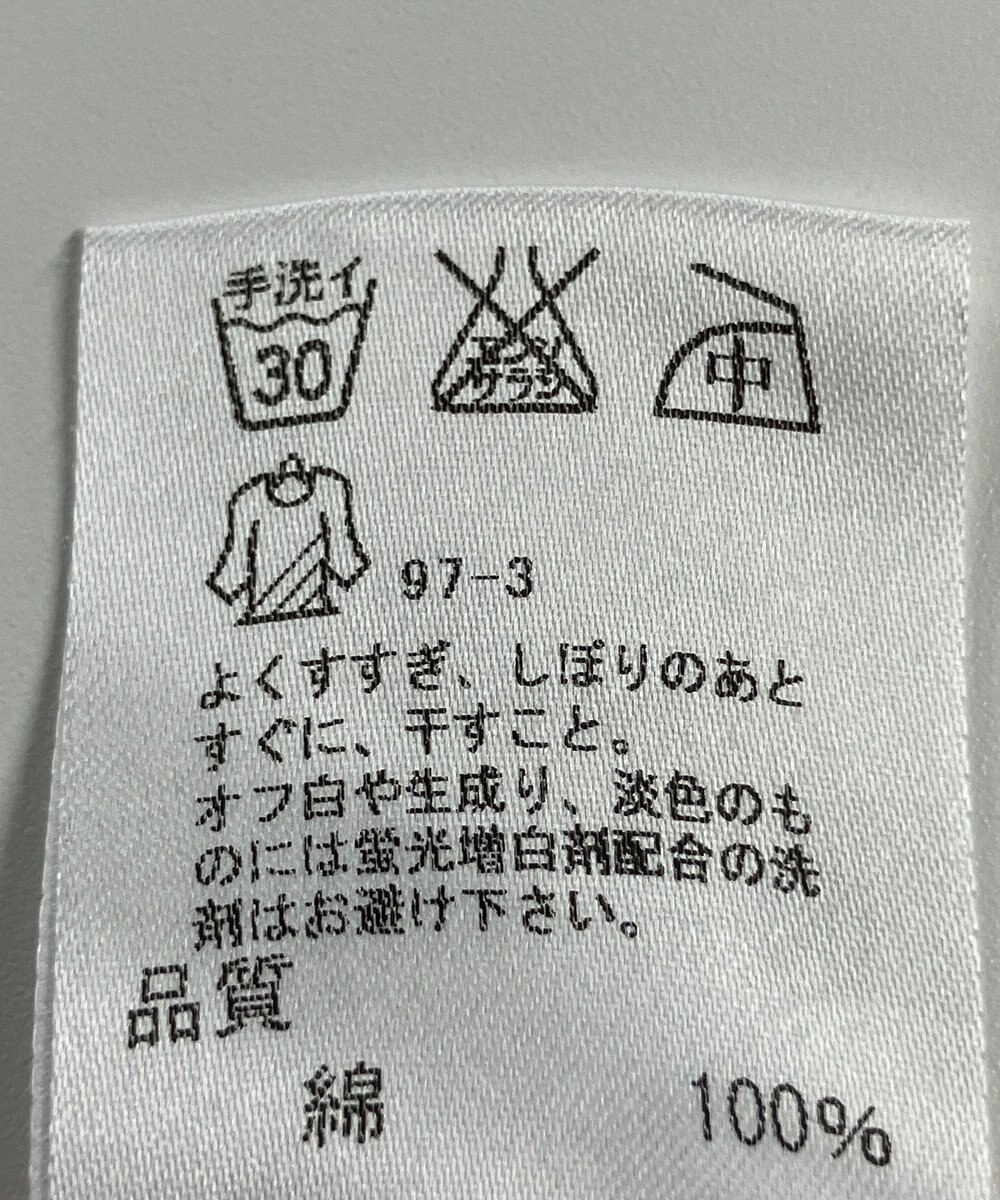 手洗イ
30
エンソ
サラシ
中
97-3
よくすすぎ、しぼりのあと
すぐに、干すこと。
オフ白や生成り、淡色のも
のには蛍光増白剤配合の洗
剤はお避け下さい。
品質
綿 100%